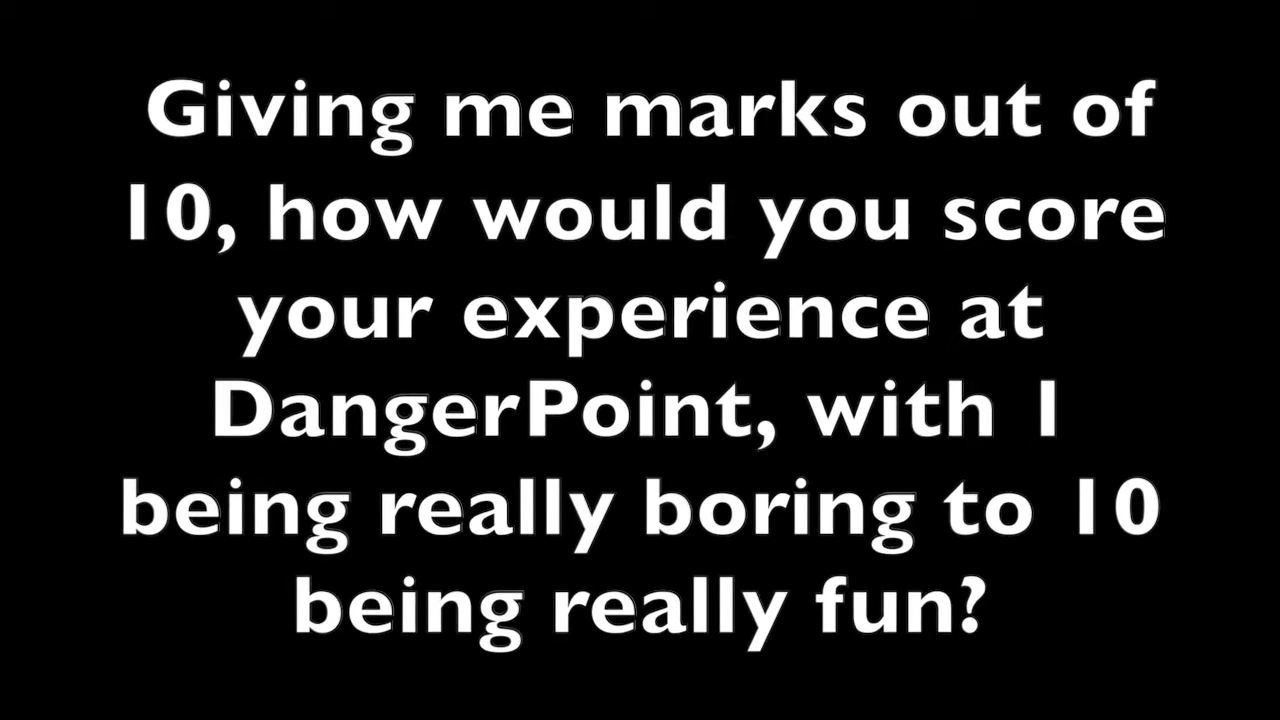 Giving me marks out of
10, how would you score
your experience at
DangerPoint, with 1
being really boring to 10
being really fun?